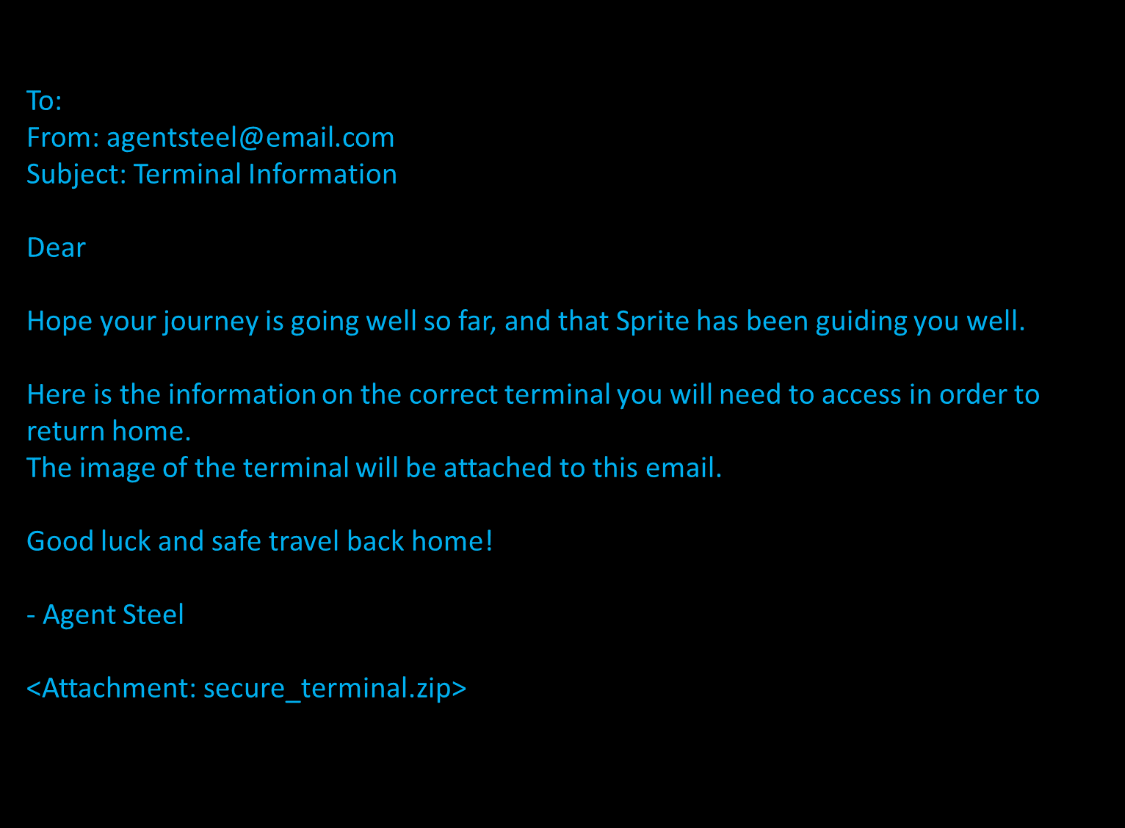 To:
From: agentsteel@email.com
Subject: Terminal Information
Dear
Hope your journey is going well so far, and that Sprite has been guiding you well.
Here is the information on the correct terminal you will need to access in order to
return home.
The image of the terminal will be attached to this email.
Good luck and safe travel back home!
- Agent Steel
<Attachment: secure_terminal.zip>